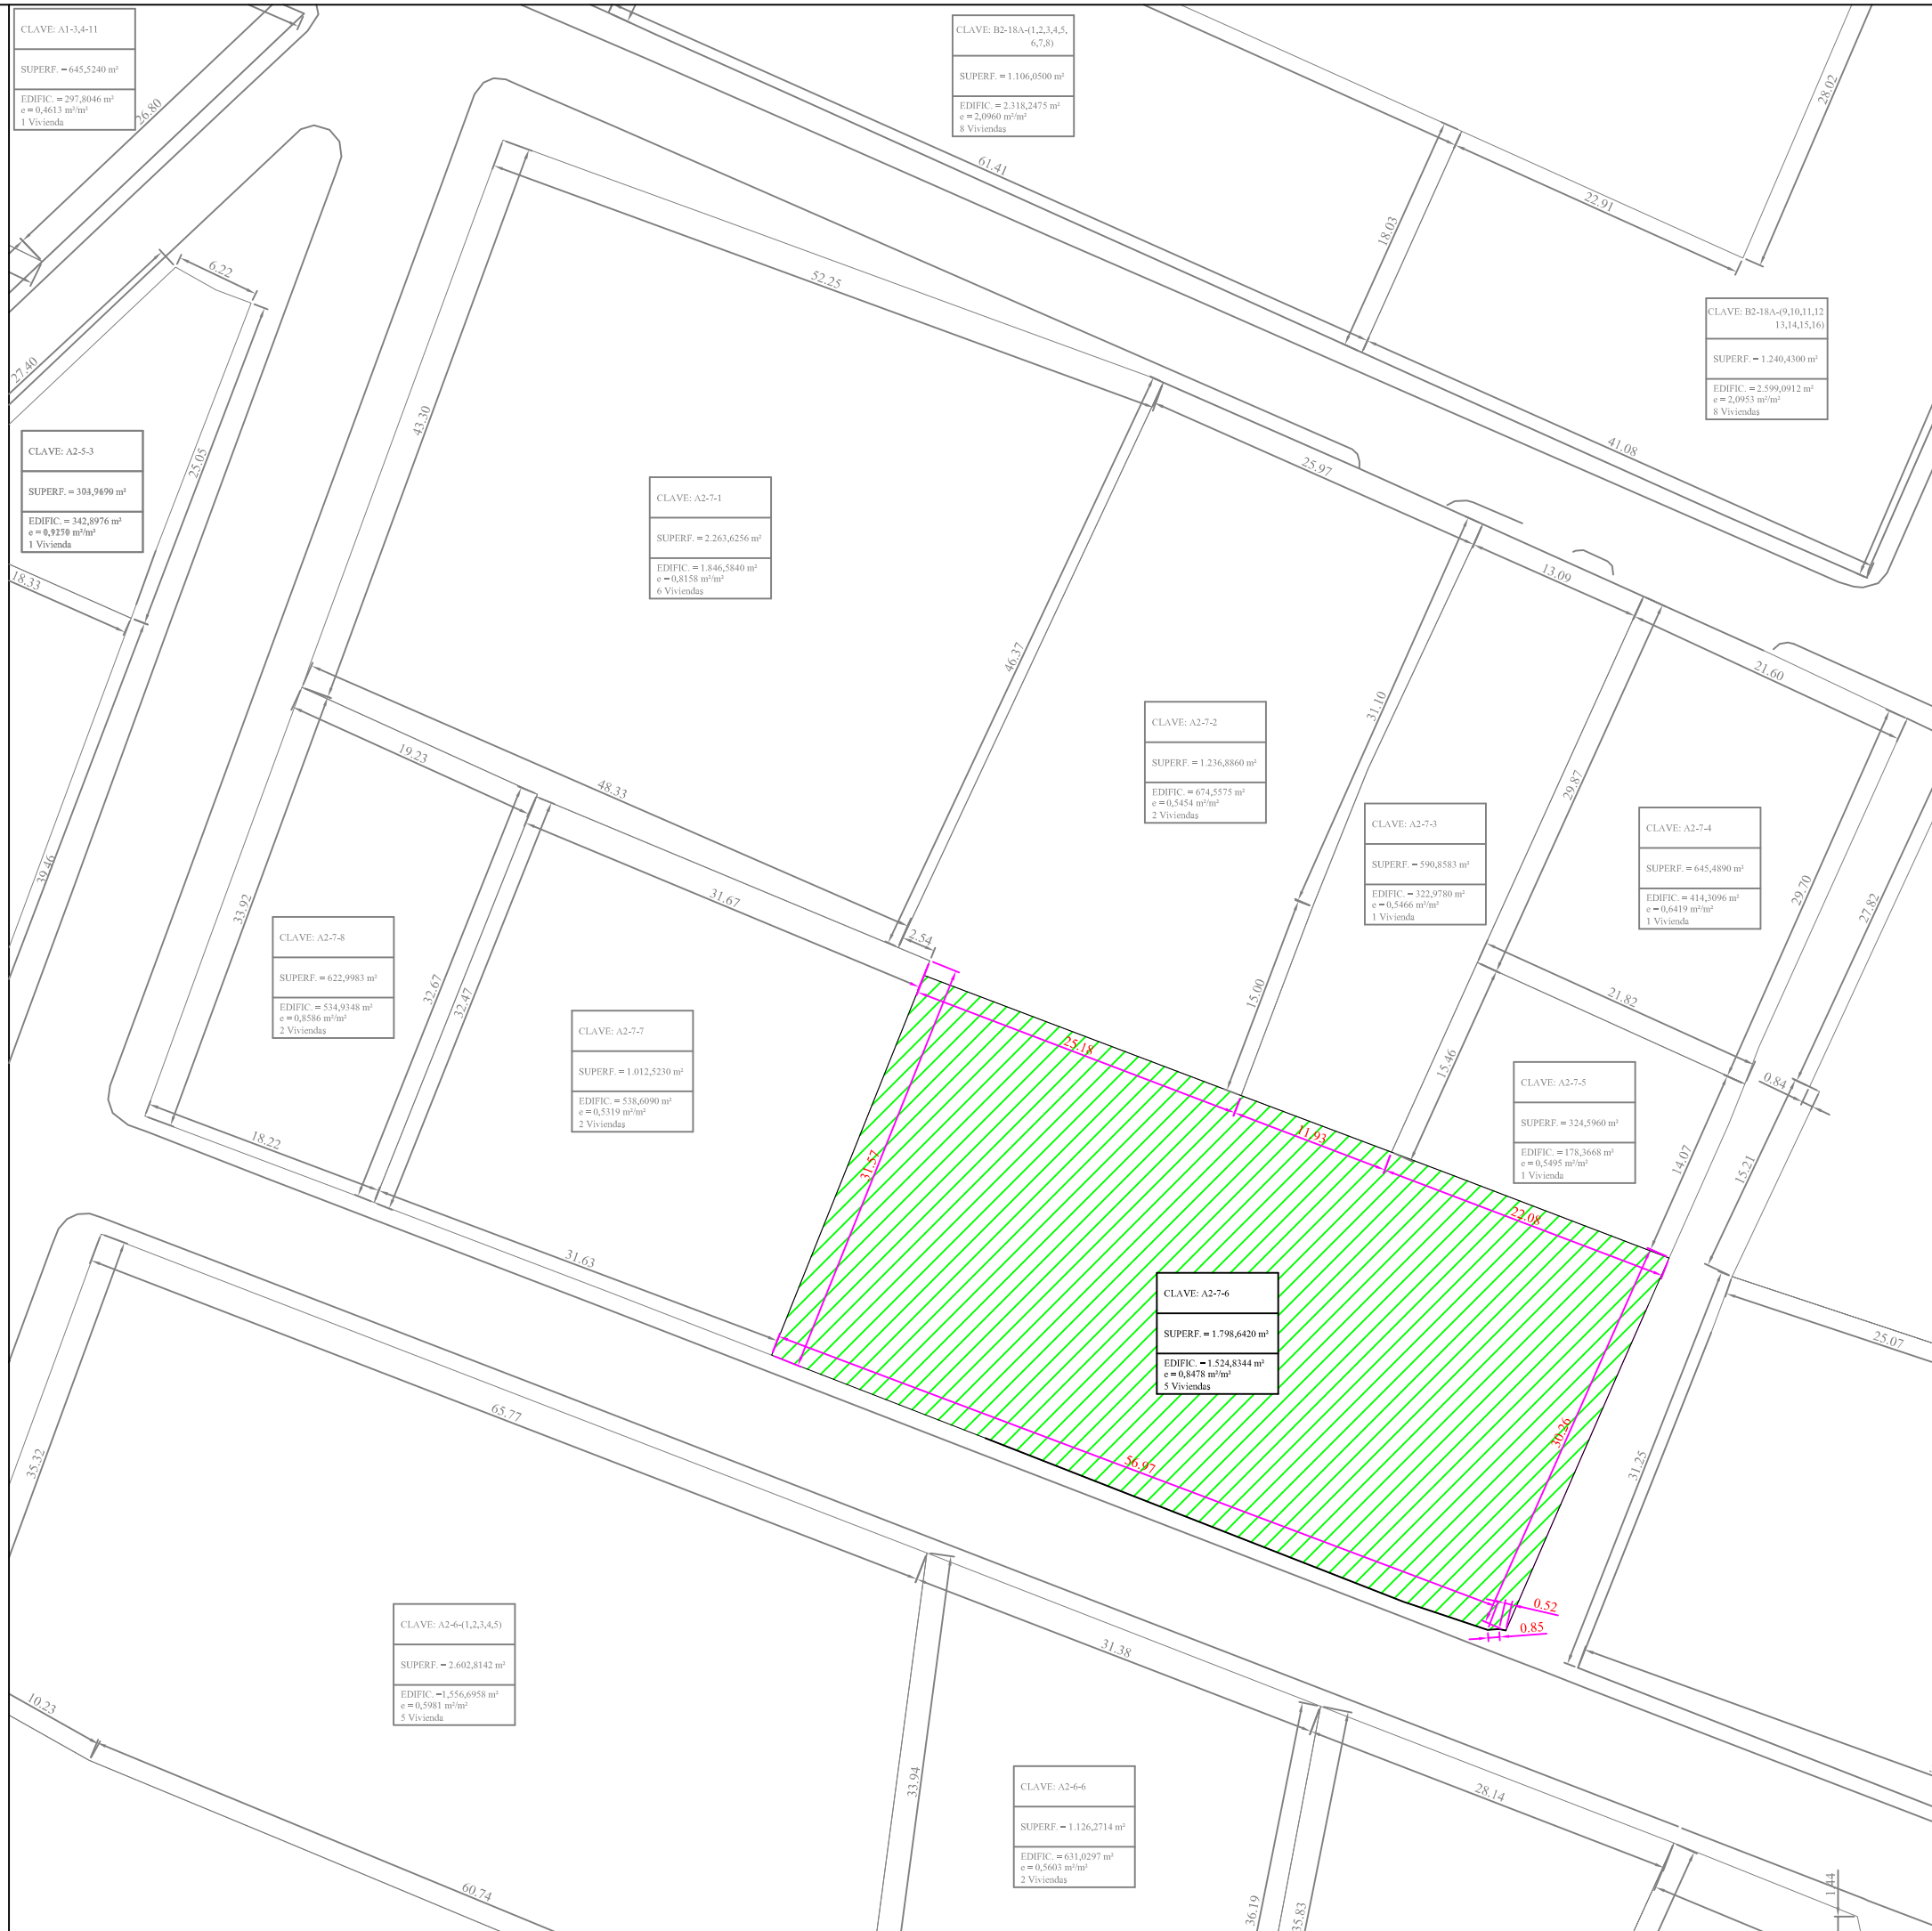 CLAVE: A1-3,4-11
SUPERF. = 645,5240 m²
EDIFIC. = 297,8046 m²
e = 0,4613 m²/m²
1 Vivienda
26.80
CLAVE: B2-18A-(1,2,3,4,5,
6,7,8)
SUPERF. = 1.106,0500 m²
EDIFIC. = 2.318,2475 m²
e = 2,0960 m²/m²
8 Viviendas
28.02
61.41
22.91
18.03
6.22
52.25
CLAVE: B2-18A-(9,10,11,12
13,14,15,16)
SUPERF. = 1.240,4300 m²
EDIFIC. = 2.599,0912 m²
e = 2,0953 m²/m²
8 Viviendas
27.40
43.30
41.08
25.05
25.97
CLAVE: A2-5-3
SUPERF. = 303,9690 m²
EDIFIC. = 342,8976 m²
e = 0,9250 m²/m²
1 Vivienda
CLAVE: A2-7-1
SUPERF. = 2.263,6256 m²
EDIFIC. = 1.846,5840 m²
e = 0,8158 m²/m²
6 Viviendas
18.33
13.09
46.37
21.60
31.10
CLAVE: A2-7-2
SUPERF. = 1.236,8860 m²
EDIFIC. = 674,5575 m²
e = 0,5454 m²/m²
2 Viviendas
19.23
48.33
29.87
CLAVE: A2-7-3
SUPERF. = 590,8583 m²
EDIFIC. = 322,9780 m²
e = 0,5466 m²/m²
1 Vivienda
CLAVE: A2-7-4
SUPERF. = 645,4890 m²
EDIFIC. = 414,3096 m²
e = 0,6419 m²/m²
1 Vivienda
39.46
33.92
31.67
29.70
27.82
CLAVE: A2-7-8
SUPERF. = 622,9983 m²
EDIFIC. = 534,9348 m²
e = 0,8586 m²/m²
2 Viviendas
2.54
32.67
32.47
15.00
21.82
CLAVE: A2-7-7
SUPERF. = 1.012,5230 m²
EDIFIC. = 538,6090 m²
e = 0,5319 m²/m²
2 Viviendas
25.18
15.46
CLAVE: A2-7-5
SUPERF. = 324,5960 m²
EDIFIC. = 178,3668 m²
e = 0,5495 m²/m²
1 Vivienda
0.84
18.22
11.93
31.57
14.07
15.21
22.08
31.63
CLAVE: A2-7-6
SUPERF. = 1.798,6420 m²
EDIFIC. = 1.524,8344 m²
e = 0,8478 m²/m²
5 Viviendas
25.07
65.77
35.32
56.97
30.26
31.25
0.52
0.85
CLAVE: A2-6-(1,2,3,4,5)
SUPERF. = 2.602,8142 m²
EDIFIC. =1,556,6958 m²
e = 0,5981 m²/m²
5 Vivienda
31.38
10.23
33.94
CLAVE: A2-6-6
SUPERF. = 1.126,2714 m²
EDIFIC. = 631,0297 m²
e = 0,5603 m²/m²
2 Viviendas
28.14
60.74
36.19
35.83
1.44